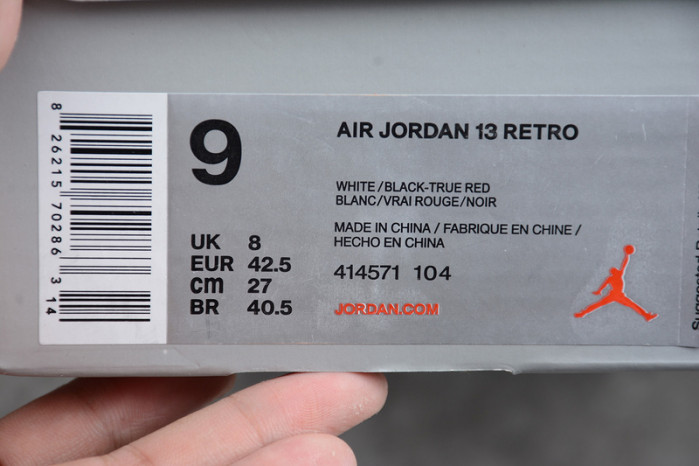 8 26215 70286 3 14
9
UK 8
EUR 42.5
cm 27
BR 40.5
AIR JORDAN 13 RETRO
WHITE/BLACK-TRUE RED
BLANC/VRAI ROUGE/NOIR
MADE IN CHINA / FABRIQUE EN CHINE /
HECHO EN CHINA
414571 104
JORDAN.COM